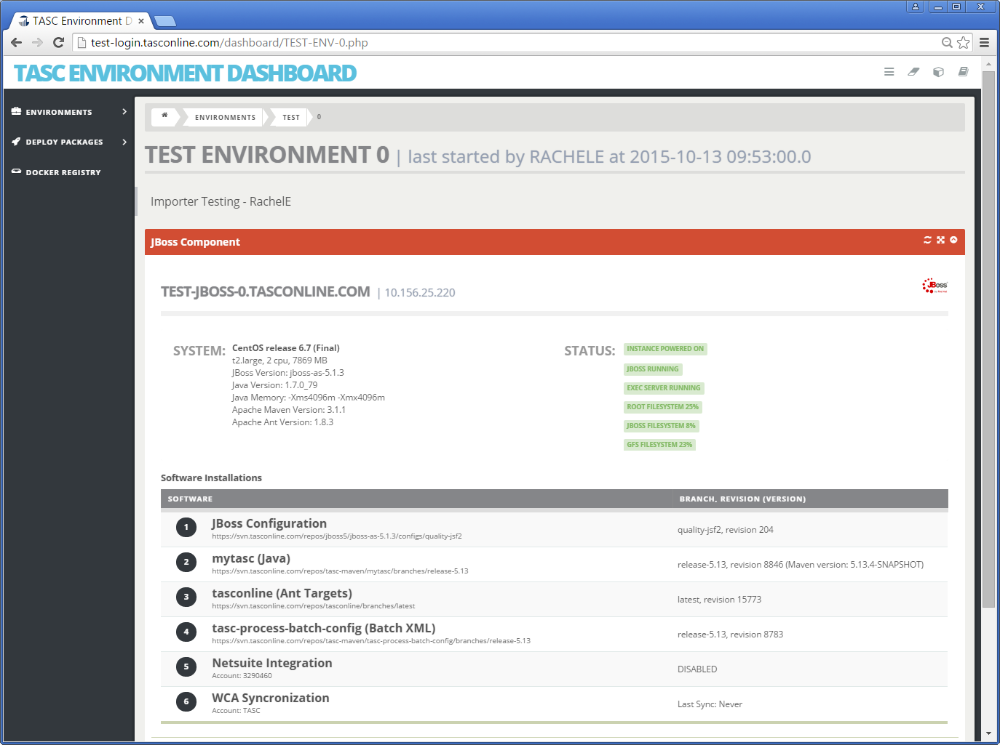 TASC Environment D
test-login.tasconline.com/dashboard/TEST-ENV-0.php
TASC ENVIRONMENT DASHBOARD
ENVIRONMENTS
DEPLOY PACKAGES
DOCKER REGISTRY
ENVIRONMENTS TEST 0
TEST ENVIRONMENT 0 | last started by RACHELE at 2015-10-13 09:53:00.0
Importer Testing - RachelE
JBoss Component
TEST-JBOSS-0.TASCONLINE.COM | 10.156.25.220
JBoss
by Red Hat
SYSTEM:
CentOS release 6.7 (Final)
t2.large, 2 cpu, 7869 MB
JBoss Version: jboss-as-5.1.3
Java Version: 1.7.0_79
Java Memory: -Xms4096m -Xmx4096m
Apache Maven Version: 3.1.1
Apache Ant Version: 1.8.3
STATUS:
INSTANCE POWERED ON
JBOSS RUNNING
EXEC SERVER RUNNING
ROOT FILESYSTEM 25%
JBOSS FILESYSTEM 8%
GFS FILESYSTEM 23%
Software Installations
SOFTWARE BRANCH, REVISION (VERSION)
1 JBoss Configuration
https://svn.tasconline.com/repos/jboss5/jboss-as-5.1.3/configs/quality-jsf2
quality-jsf2, revision 204
2 mytasc (Java)
https://svn.tasconline.com/repos/tasc-maven/mytasc/branches/release-5.13
release-5.13, revision 8846 (Maven version: 5.13.4-SNAPSHOT)
3 tasconline (Ant Targets)
https://svn.tasconline.com/repos/tasconline/branches/latest
latest, revision 15773
4 tasc-process-batch-config (Batch XML)
https://svn.tasconline.com/repos/tasc-maven/tasc-process-batch-config/branches/release-5.13
release-5.13, revision 8783
5 Netsuite Integration
Account: 3290460
DISABLED
6 WCA Syncronization
Account: TASC
Last Sync: Never